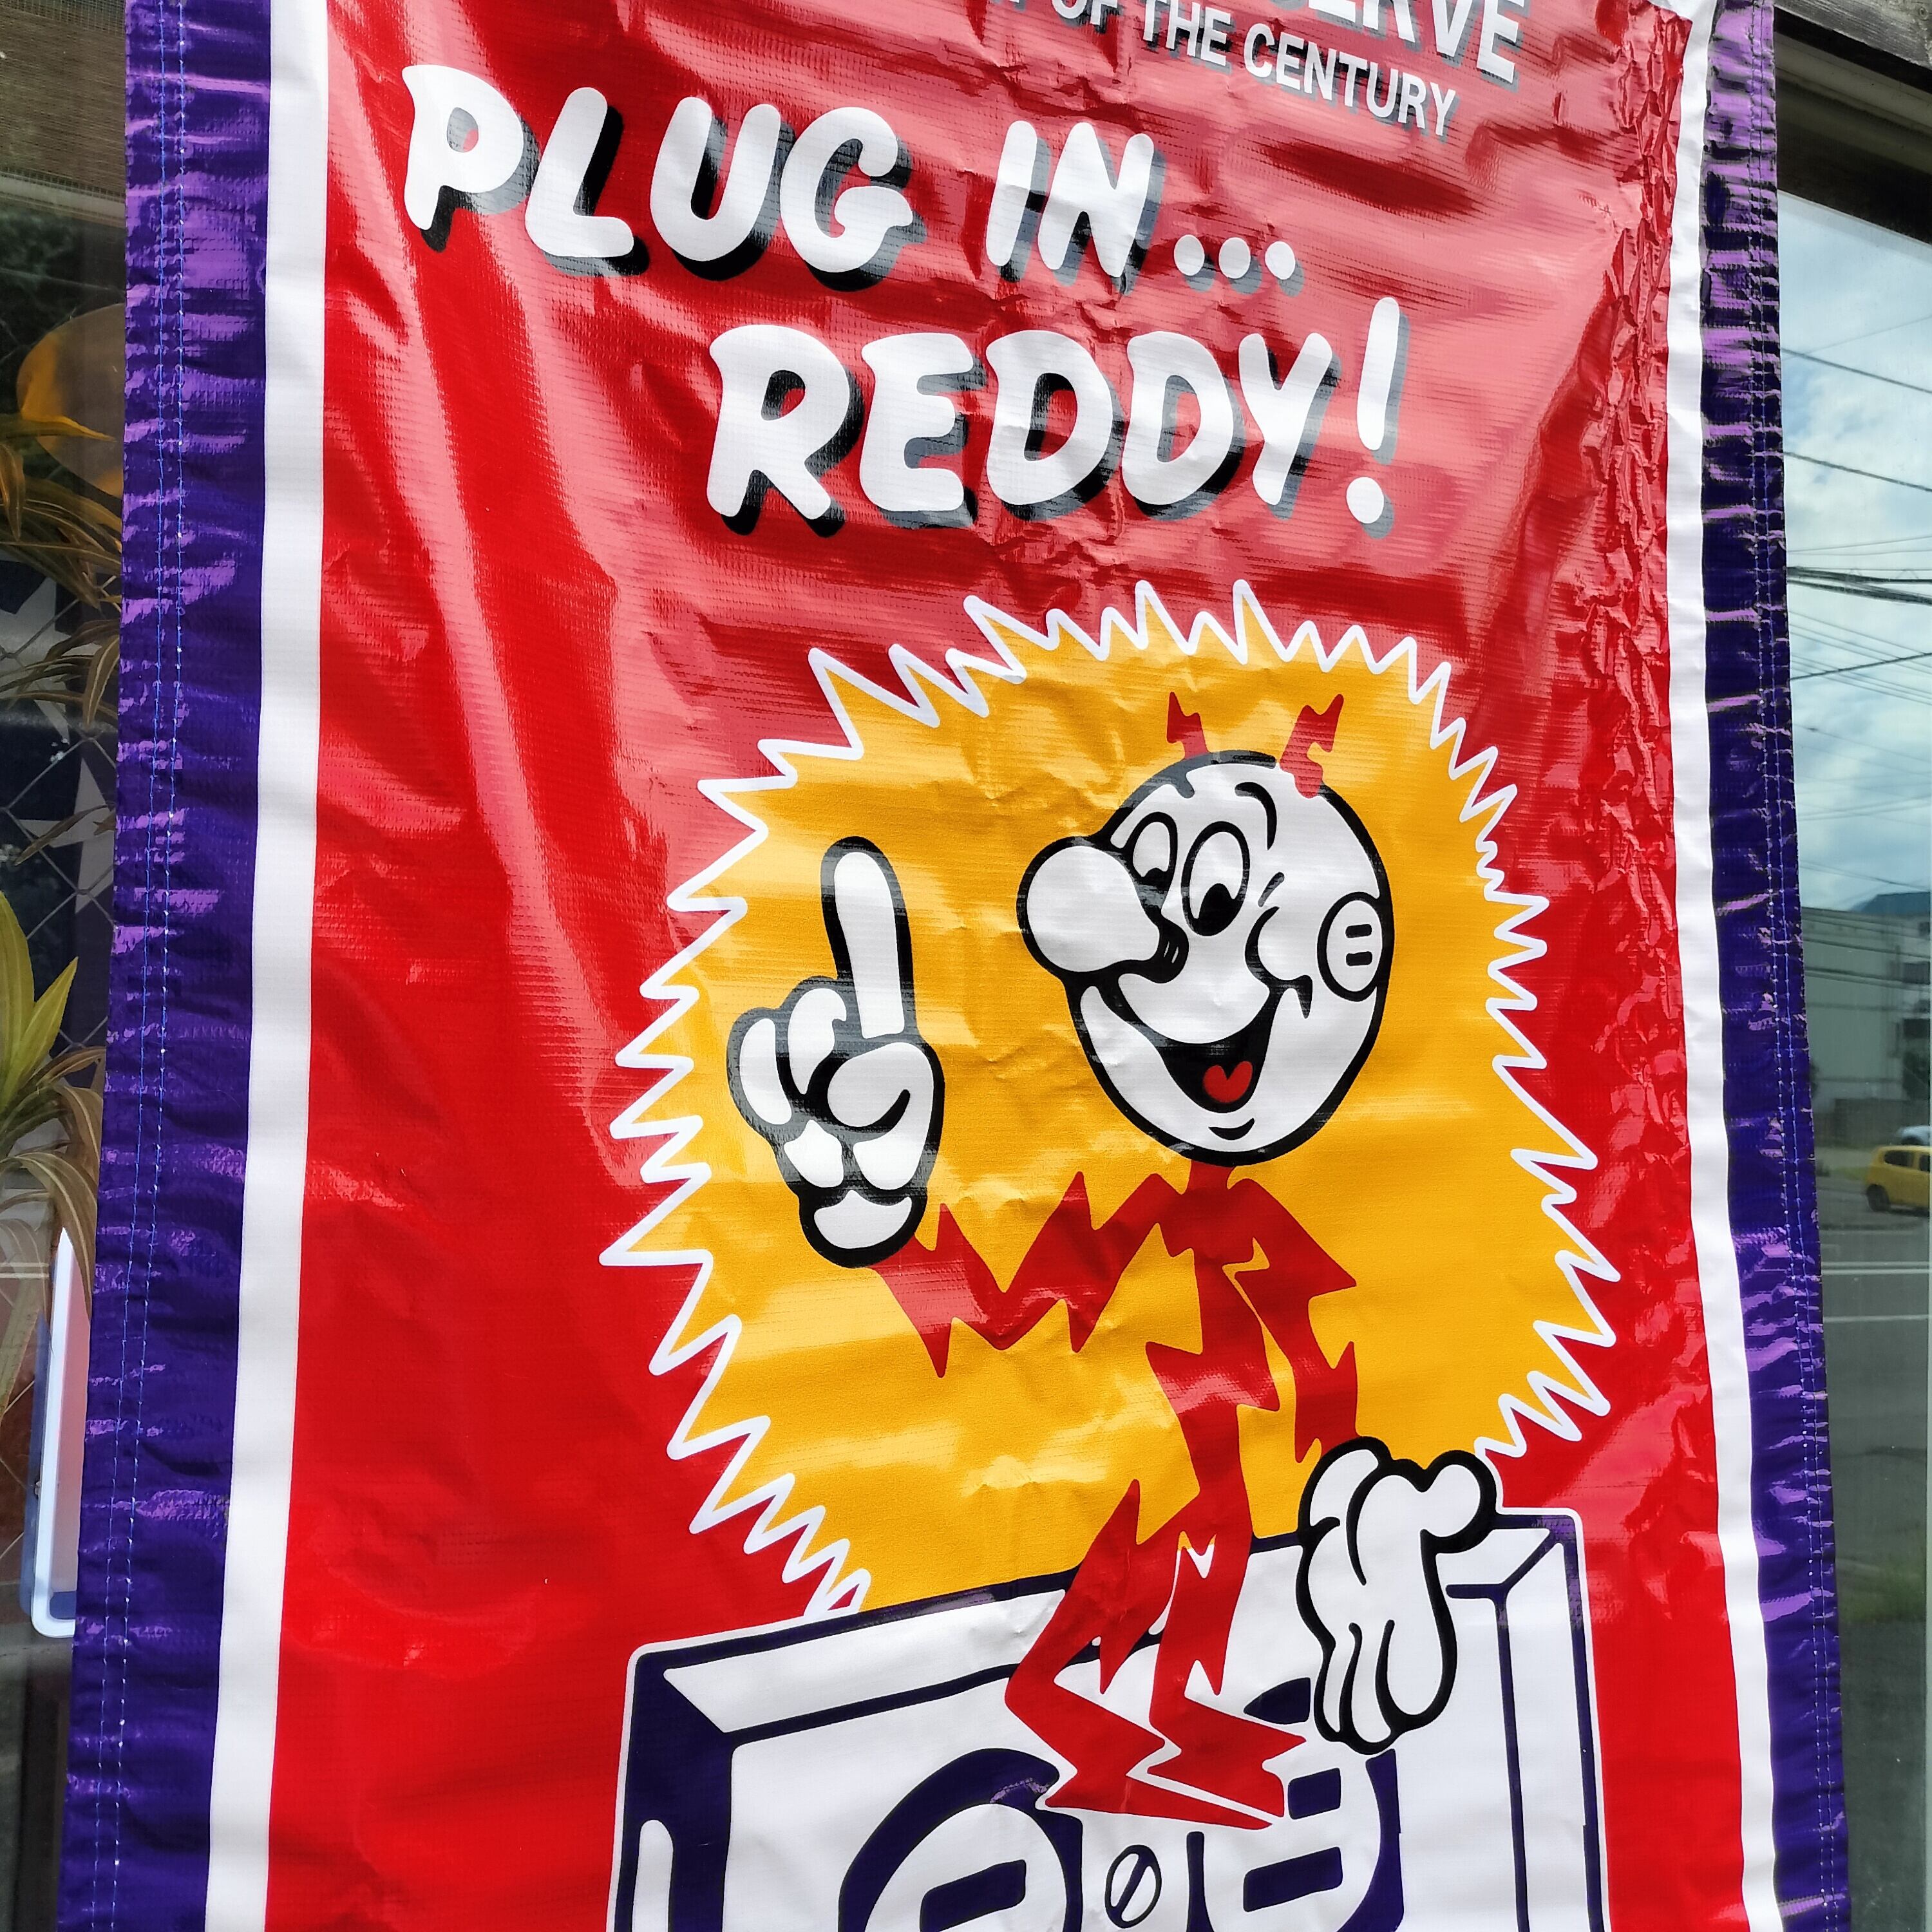 OF THE CENTURY
PLUG IN...
REDDY!